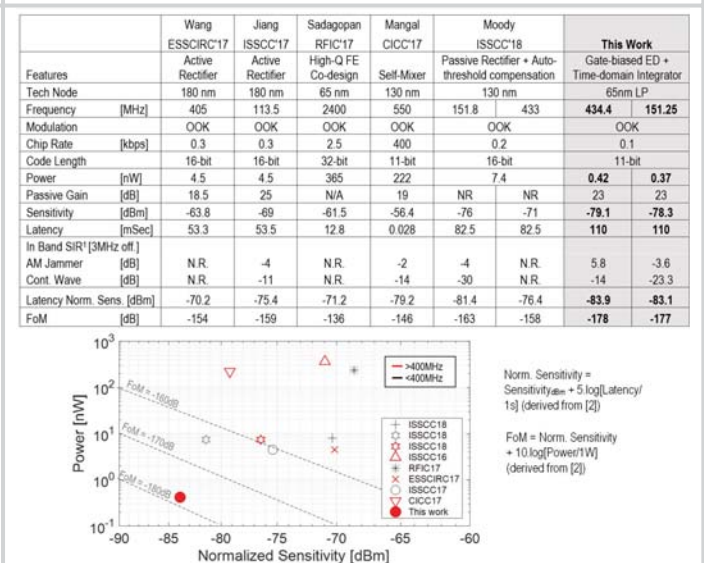 Wang Jiang Sadagopan Mangal Moody
ESSCIRC'17 ISSCC'17 RFIC'17 CICC'17 ISSCC'18 This Work
Features Active Rectifier Active Rectifier High-Q FE Co-design Self-Mixer Passive Rectifier + Auto-threshold compensation Gate-biased ED + Time-domain Integrator
Tech Node 180 nm 180 nm 65 nm 130 nm 130 nm 65nm LP
Frequency [MHz] 405 113.5 2400 550 151.8 433 434.4 151.25
Modulation OOK OOK OOK OOK OOK OOK
Chip Rate [kbps] 0.3 0.3 2.5 400 0.2 0.1
Code Length 16-bit 16-bit 32-bit 11-bit 16-bit 11-bit
Power [nW] 4.5 4.5 365 222 7.4 0.42 0.37
Passive Gain [dB] 18.5 25 N/A 19 NR NR 23 23
Sensitivity [dBm] -63.8 -69 -61.5 -56.4 -76 -71 -79.1 -78.3
Latency [mSec] 53.3 53.5 12.8 0.028 82.5 82.5 110 110
In Band SIR¹ [3MHz off.]
AM Jammer [dB] N.R. -4 N.R. -2 -4 N.R. 5.8 -3.6
Cont. Wave [dB] N.R. -11 N.R. -14 -30 N.R. -14 -23.3
Latency Norm. Sens. [dBm] -70.2 -75.4 -71.2 -79.2 -81.4 -76.4 -83.9 -83.1
FoM [dB] -154 -159 -136 -146 -163 -158 -178 -177
10³
10²
10¹
10⁰
10⁻¹
Power [nW]
FoM = -160dB
FoM = -170dB
FoM = -180dB
>400MHz
<400MHz
ISSCC18
ISSCC18
ISSCC18
ISSCC16
RFIC17
ESSCIRC17
ISSCC17
CICC17
This work
-90 -85 -80 -75 -70 -65 -60
Normalized Sensitivity [dBm]
Norm. Sensitivity =
Sensitivity dBm + 5.log[Latency/
1s] (derived from [2])
FoM = Norm. Sensitivity
+ 10.log[Power/1W]
(derived from [2])